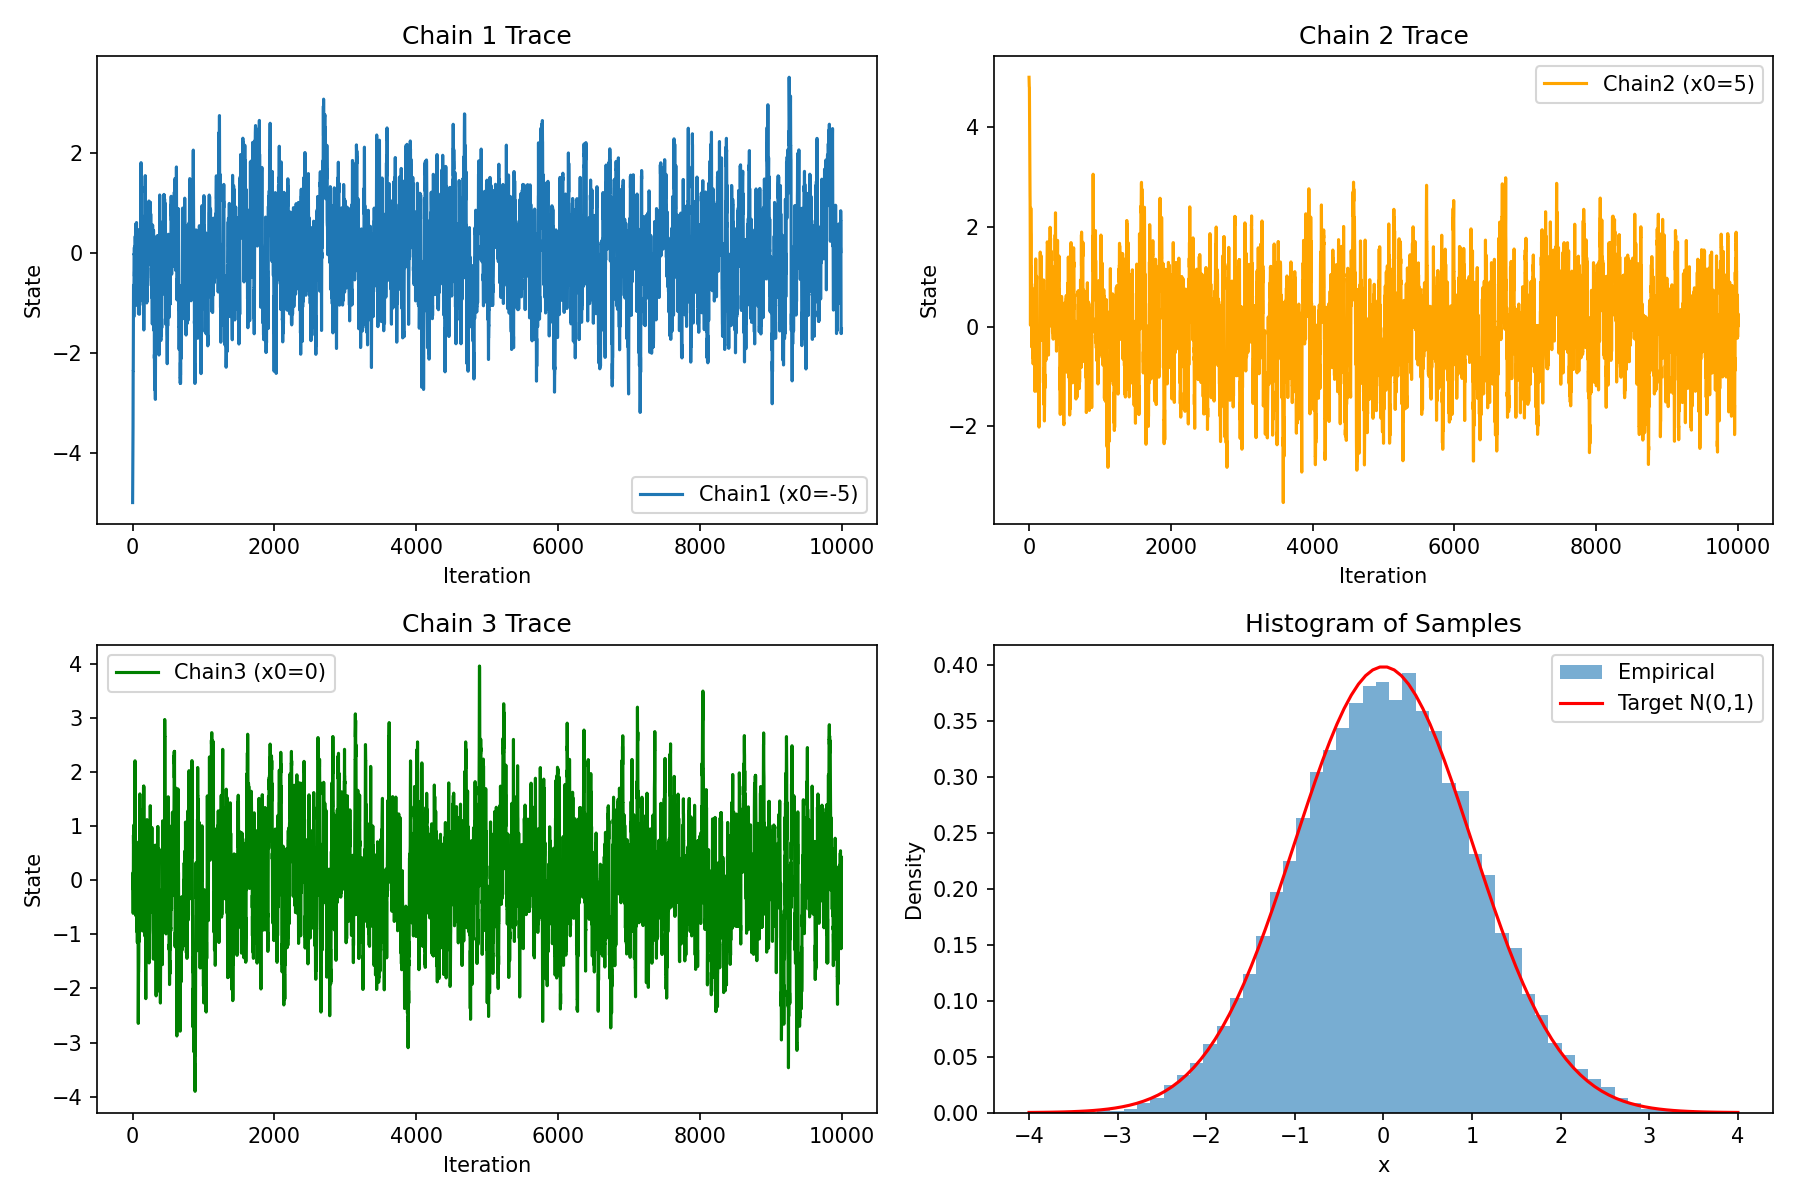 Chain 1 Trace
State
2
0
−2
−4
Chain1 (x0=-5)
0 2000 4000 6000 8000 10000
Iteration
Chain 2 Trace
State
4
2
0
−2
Chain2 (x0=5)
0 2000 4000 6000 8000 10000
Iteration
Chain 3 Trace
State
4
3
2
1
0
−1
−2
−3
−4
Chain3 (x0=0)
0 2000 4000 6000 8000 10000
Iteration
Histogram of Samples
Density
0.40
0.35
0.30
0.25
0.20
0.15
0.10
0.05
0.00
Empirical
Target N(0,1)
−4 −3 −2 −1 0 1 2 3 4
x